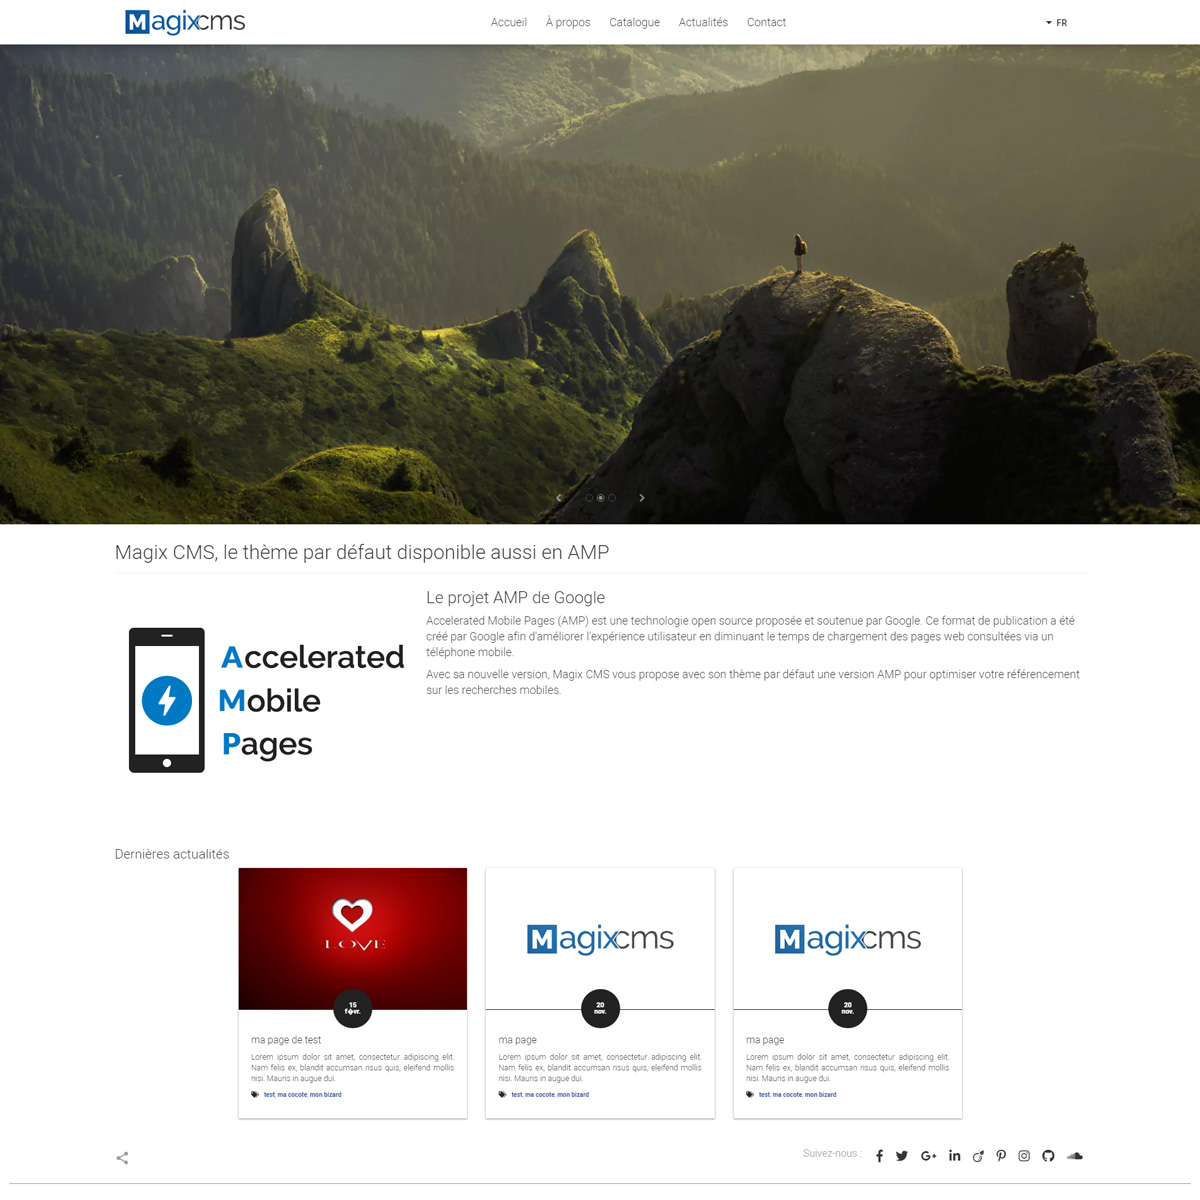 Magixcms
Accueil À propos Catalogue Actualités Contact
FR
Magix CMS, le thème par défaut disponible aussi en AMP
Accelerated
Mobile
Pages
Le projet AMP de Google
Accelerated Mobile Pages (AMP) est une technologie open source proposée et soutenue par Google. Ce format de publication a été
créé par Google afin d'améliorer l'expérience utilisateur en diminuant le temps de chargement des pages web consultées via un
téléphone mobile.
Avec sa nouvelle version, Magix CMS vous propose avec son thème par défaut une version AMP pour optimiser votre référencement
sur les recherches mobiles.
Dernières actualités
LOVE
15
f�vr.
ma page de test
Lorem ipsum dolor sit amet, consectetur adipiscing elit.
Nam felis ex, blandit accumsan risus quis, eleifend mollis
nisi. Mauris in augue dui.
test, ma cocote, mon bizard
Magixcms
20
nov.
ma page
Lorem ipsum dolor sit amet, consectetur adipiscing elit.
Nam felis ex, blandit accumsan risus quis, eleifend mollis
nisi. Mauris in augue dui.
test, ma cocote, mon bizard
Magixcms
20
nov.
ma page
Lorem ipsum dolor sit amet, consectetur adipiscing elit.
Nam felis ex, blandit accumsan risus quis, eleifend mollis
nisi. Mauris in augue dui.
test, ma cocote, mon bizard
Suivez-nous :